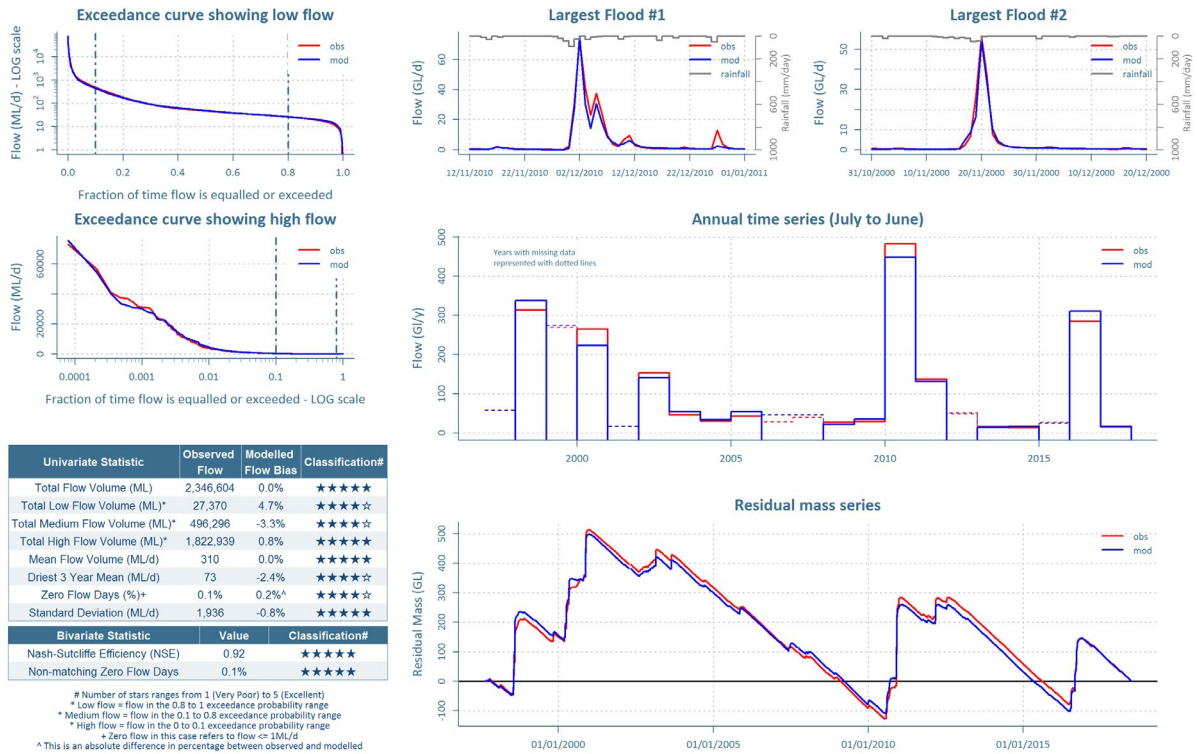 Exceedance curve showing low flow
Flow (ML/d) - LOG scale
10⁴
10³
10²
10
1
obs
mod
0.0 0.2 0.4 0.6 0.8 1.0
Fraction of time flow is equalled or exceeded
Largest Flood #1
Flow (GL/d)
60
40
20
0
obs
mod
rainfall
0
200
600
1000
Rainfall (mm/day)
12/11/2010 22/11/2010 02/12/2010 12/12/2010 22/12/2010 01/01/2011
Largest Flood #2
Flow (GL/d)
50
30
10
0
obs
mod
rainfall
0
200
600
1000
Rainfall (mm/day)
31/10/2000 10/11/2000 20/11/2000 30/11/2000 10/12/2000 20/12/2000
Exceedance curve showing high flow
Flow (ML/d)
60000
20000
0
obs
mod
0.0001 0.001 0.01 0.1 1
Fraction of time flow is equalled or exceeded - LOG scale
Annual time series (July to June)
Flow (Gl/y)
500
400
300
200
100
0
Years with missing data
represented with dotted lines
obs
mod
2000 2005 2010 2015
Univariate Statistic Observed Flow Modelled Flow Bias Classification#
Total Flow Volume (ML) 2,346,604 0.0% ★★★★★
Total Low Flow Volume (ML)* 27,370 4.7% ★★★★☆
Total Medium Flow Volume (ML)* 496,296 -3.3% ★★★★☆
Total High Flow Volume (ML)* 1,822,939 0.8% ★★★★★
Mean Flow Volume (ML/d) 310 0.0% ★★★★★
Driest 3 Year Mean (ML/d) 73 -2.4% ★★★★☆
Zero Flow Days (%)+ 0.1% 0.2%^ ★★★★☆
Standard Deviation (ML/d) 1,936 -0.8% ★★★★★
Bivariate Statistic Value Classification#
Nash-Sutcliffe Efficiency (NSE) 0.92 ★★★★★
Non-matching Zero Flow Days 0.1% ★★★★★
# Number of stars ranges from 1 (Very Poor) to 5 (Excellent)
* Low flow = flow in the 0.8 to 1 exceedance probability range
* Medium flow = flow in the 0.1 to 0.8 exceedance probability range
* High flow = flow in the 0 to 0.1 exceedance probability range
+ Zero flow in this case refers to flow <= 1ML/d
^ This is an absolute difference in percentage between observed and modelled
Residual mass series
Residual Mass (GL)
500
400
300
200
100
0
-100
obs
mod
01/01/2000 01/01/2005 01/01/2010 01/01/2015